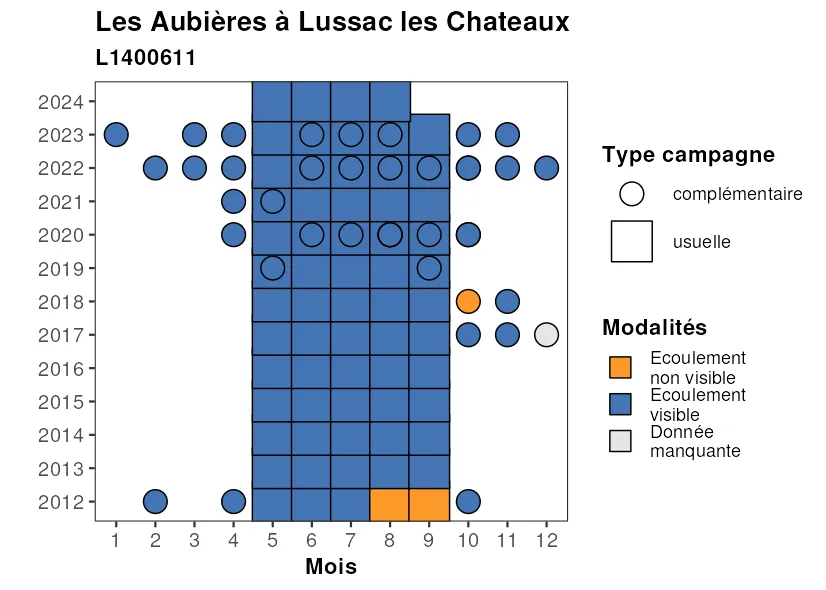 Les Aubières à Lussac les Chateaux
L1400611
2024
2023
2022
2021
2020
2019
2018
2017
2016
2015
2014
2013
2012
1 2 3 4 5 6 7 8 9 10 11 12
Mois
Type campagne
complémentaire
usuelle
Modalités
Ecoulement
non visible
Ecoulement
visible
Donnée
manquante